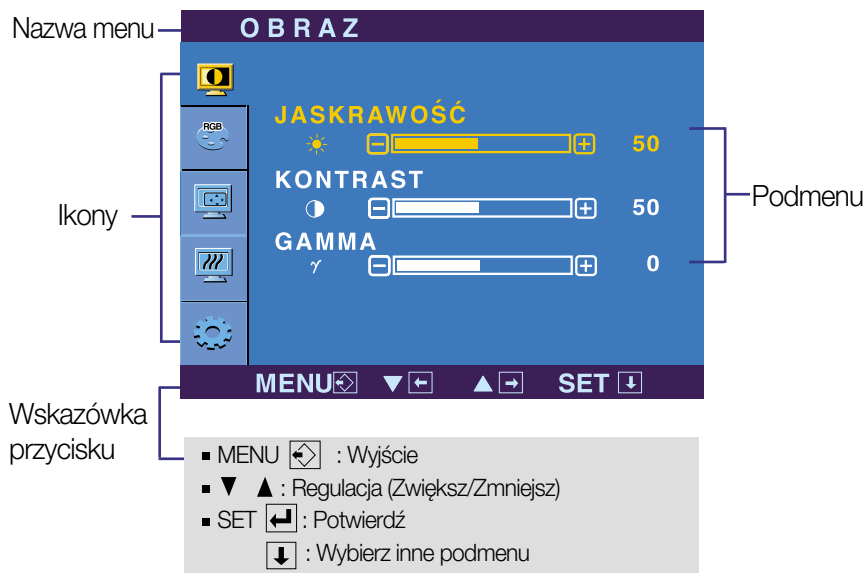 Nazwa menu
OBRAZ
RGB
JASKRAWOŚĆ
50
KONTRAST
50
GAMMA
γ
0
Ikony
Podmenu
MENU ▼ ← ▲ → SET ↓
Wskazówka
przycisku
▪ MENU : Wyjście
▪ ▼ ▲ : Regulacja (Zwiększ/Zmniejsz)
▪ SET ↵ : Potwierdź
↓ : Wybierz inne podmenu